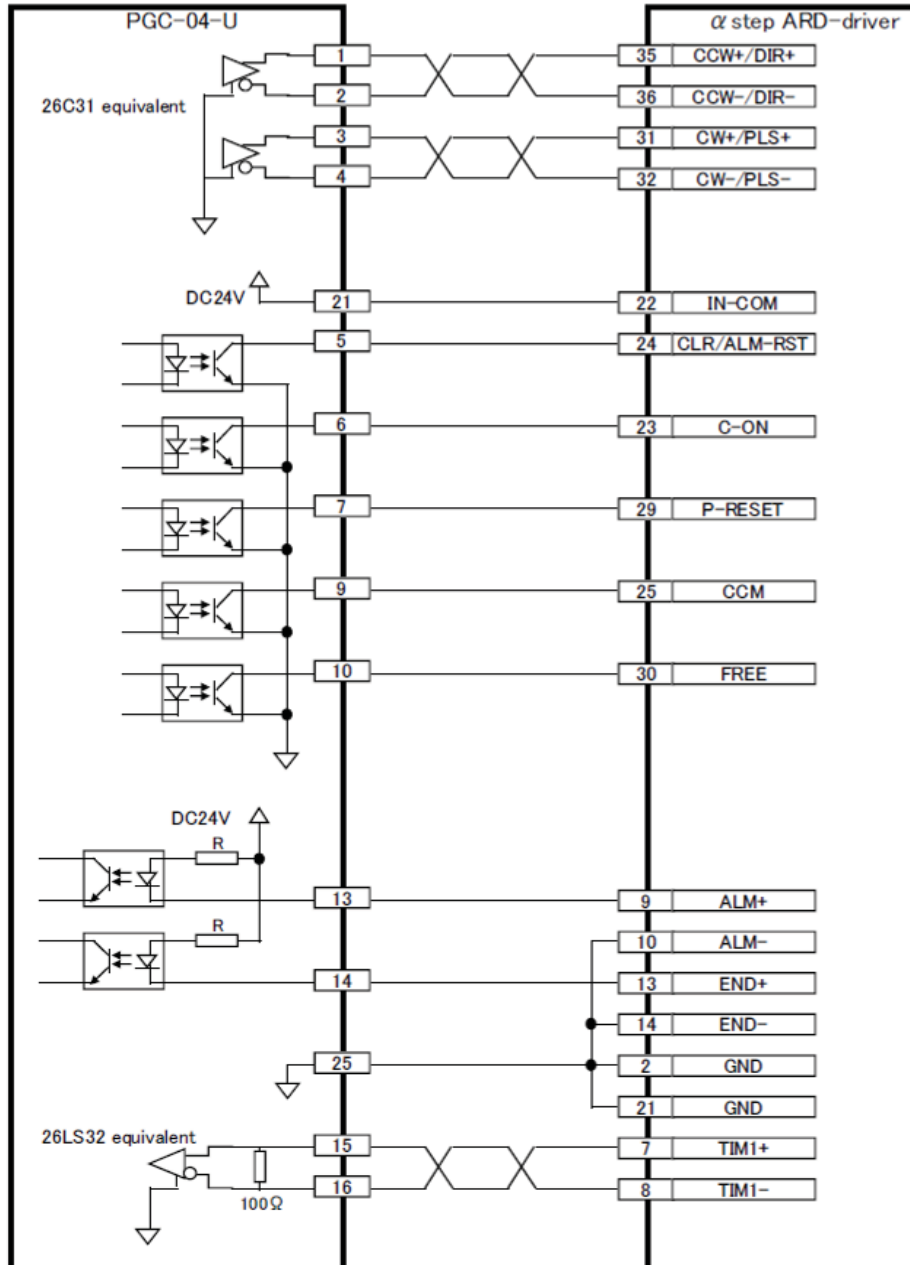 PGC-04-U
α step ARD-driver
1
35 CCW+/DIR+
26C31 equivalent
2
36 CCW-/DIR-
3
31 CW+/PLS+
4
32 CW-/PLS-
DC24V
21
22 IN-COM
5
24 CLR/ALM-RST
6
23 C-ON
7
29 P-RESET
9
25 CCM
10
30 FREE
DC24V
R
13
9 ALM+
R
10 ALM-
14
13 END+
14 END-
25
2 GND
21 GND
26LS32 equivalent
15
7 TIM1+
100Ω
16
8 TIM1-